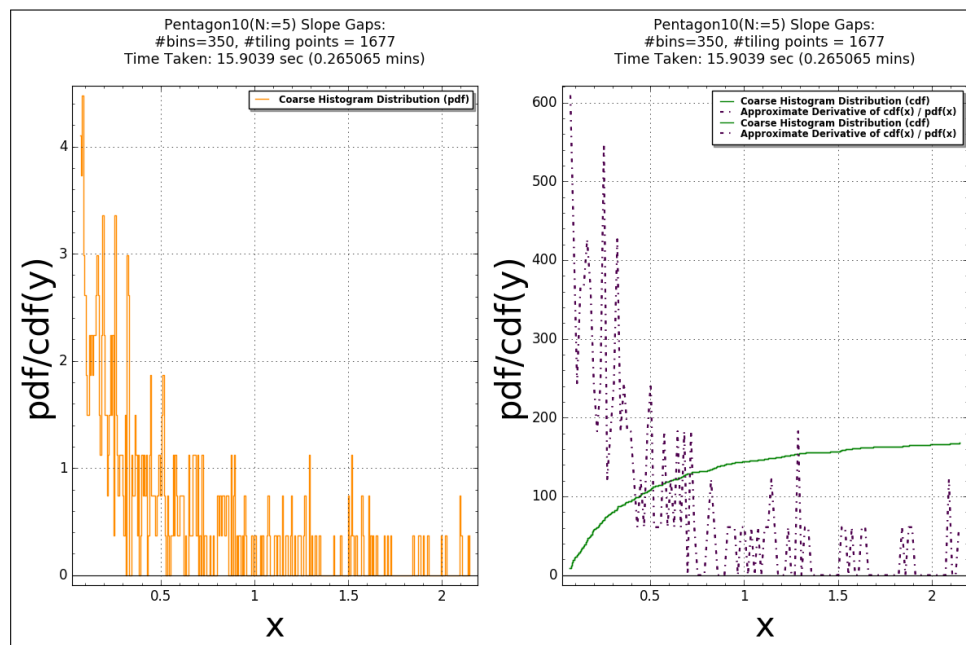 Pentagon10(N:=5) Slope Gaps:
#bins=350, #tiling points = 1677
Time Taken: 15.9039 sec (0.265065 mins)
Coarse Histogram Distribution (pdf)
pdf/cdf(y)
4
3
2
1
0
0.5
1
1.5
2
x
Pentagon10(N:=5) Slope Gaps:
#bins=350, #tiling points = 1677
Time Taken: 15.9039 sec (0.265065 mins)
Coarse Histogram Distribution (cdf)
Approximate Derivative of cdf(x) / pdf(x)
Coarse Histogram Distribution (cdf)
Approximate Derivative of cdf(x) / pdf(x)
pdf/cdf(y)
600
500
400
300
200
100
0
0.5
1
1.5
2
x